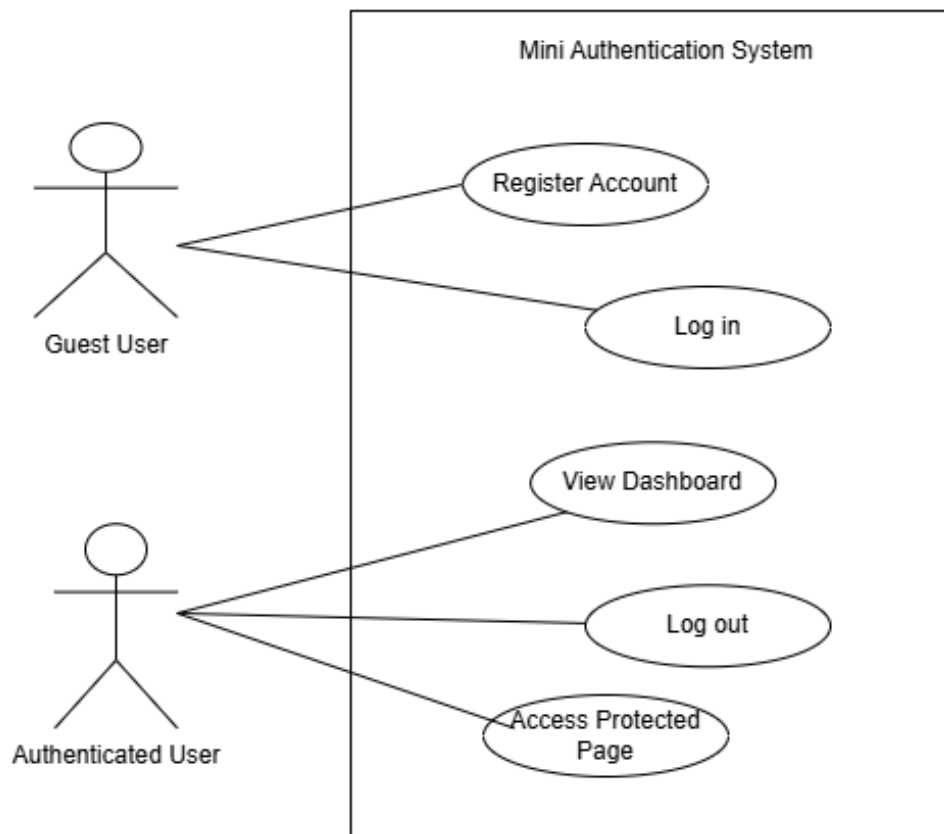 Mini Authentication System
Register Account
Guest User
Log in
View Dashboard
Log out
Access Protected
Page
Authenticated User